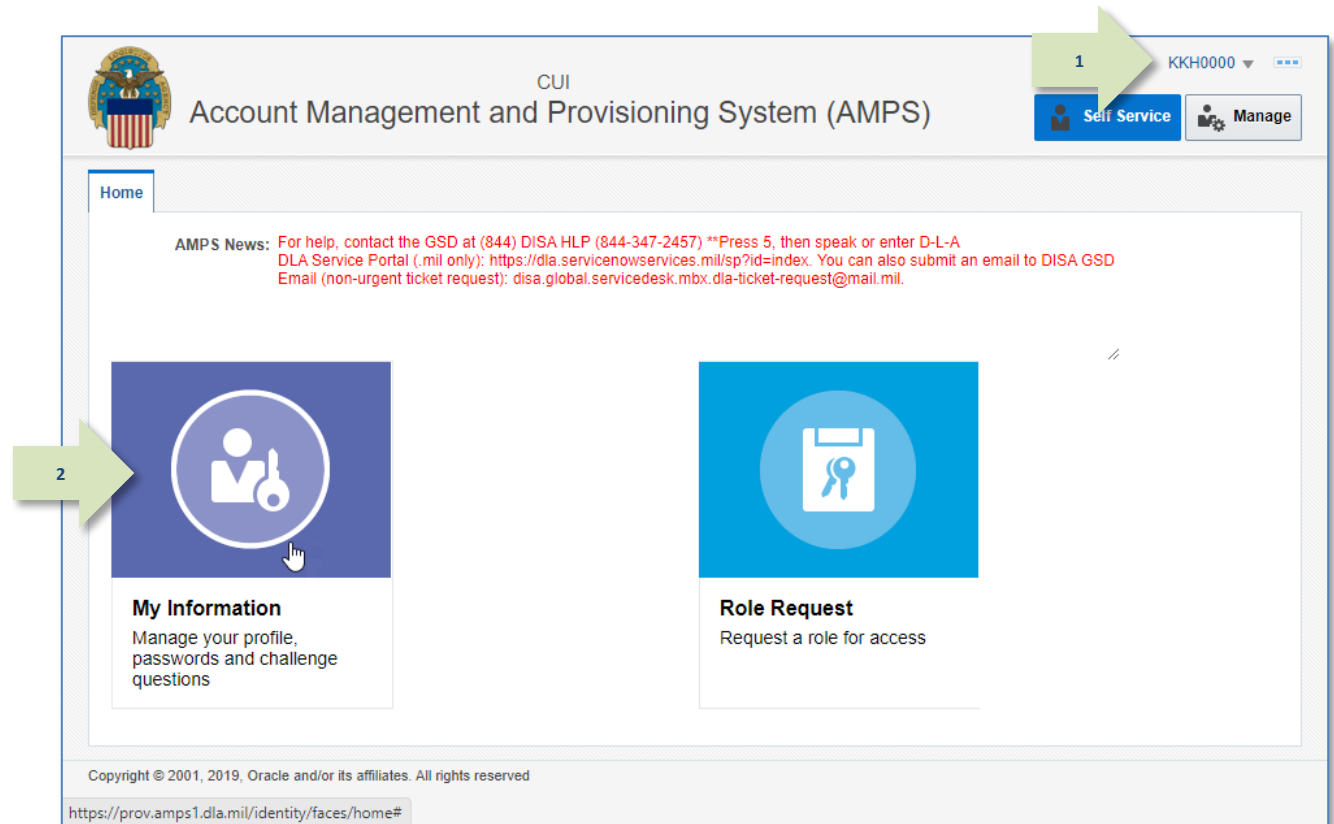 1
KKH0000
CUI
Account Management and Provisioning System (AMPS)
Self Service
Manage
Home
AMPS News: For help, contact the GSD at (844) DISA HLP (844-347-2457) **Press 5, then speak or enter D-L-A
DLA Service Portal (.mil only): https://dla.servicenowservices.mil/sp?id=index. You can also submit an email to DISA GSD
Email (non-urgent ticket request): disa.global.servicedesk.mbx.dla-ticket-request@mail.mil.
2
My Information
Manage your profile,
passwords and challenge
questions
Role Request
Request a role for access
Copyright © 2001, 2019, Oracle and/or its affiliates. All rights reserved
https://prov.amps1.dla.mil/identity/faces/home#